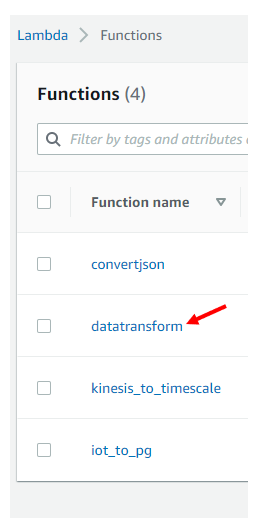 Lambda > Functions
Functions (4)
Filter by tags and attributes
Function name
convertjson
datatransform
kinesis_to_timescale
iot_to_pg